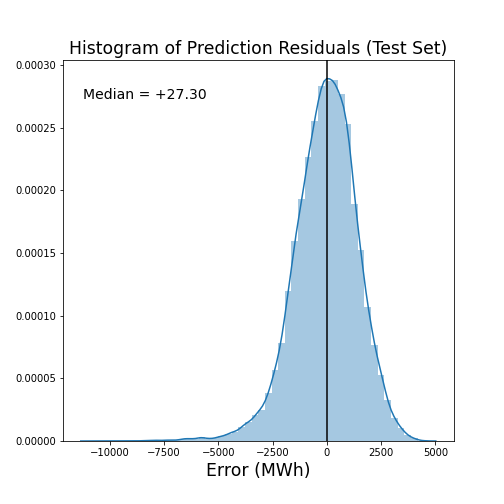 Histogram of Prediction Residuals (Test Set)
Median = +27.30
0.00030
0.00025
0.00020
0.00015
0.00010
0.00005
0.00000
−10000 −7500 −5000 −2500 0 2500 5000
Error (MWh)